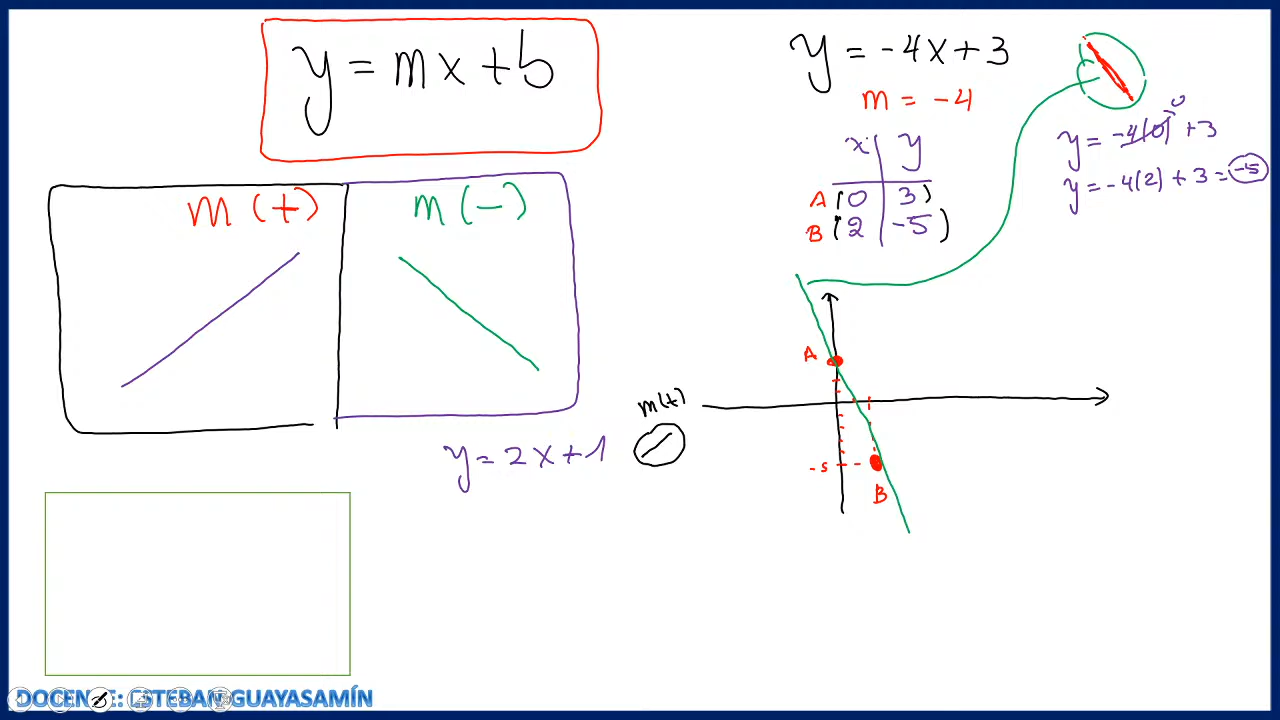 y = mx + b
m (+)
m (-)
y = 2x + 1
m(+)
y = -4x + 3
m = -4
x y
A (0 3)
B (2 -5)
y = -4(0) + 3
0
y = -4(2) + 3 = -5
A
-5
B
DOCENTE: ESTEBAN GUAYASAMÍN